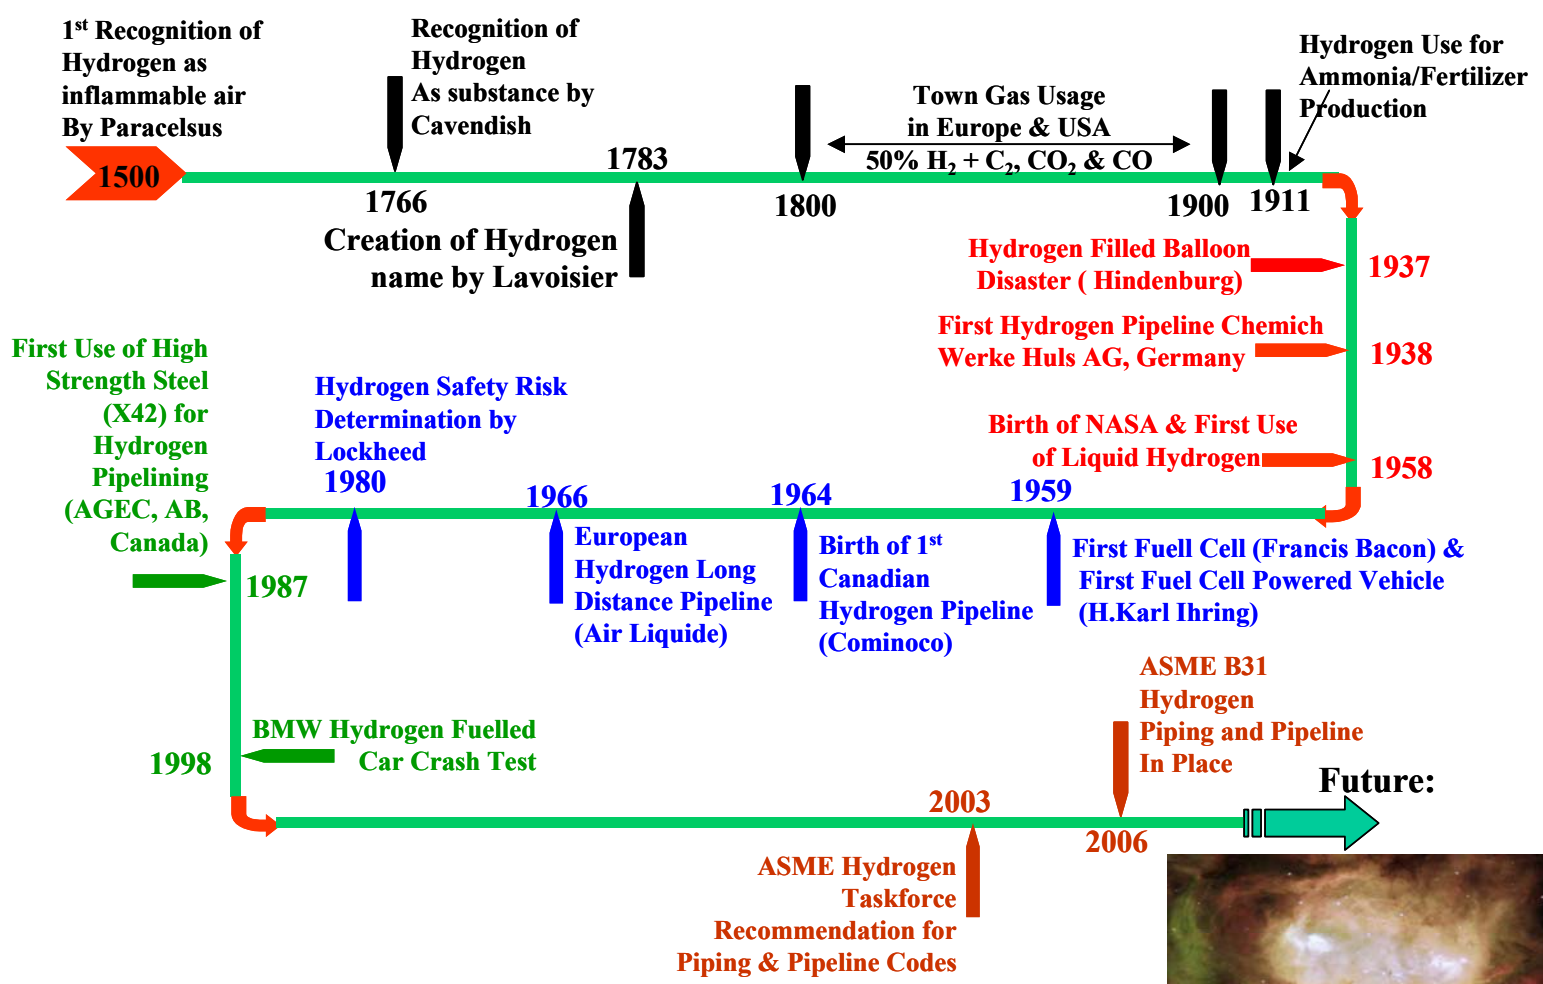 1st Recognition of
Hydrogen as
inflammable air
By Paracelsus
1500
Recognition of
Hydrogen
As substance by
Cavendish
1766
1783
Creation of Hydrogen
name by Lavoisier
1800
Town Gas Usage
in Europe & USA
50% H2 + C2, CO2 & CO
1900
1911
Hydrogen Use for
Ammonia/Fertilizer
Production
Hydrogen Filled Balloon
Disaster ( Hindenburg)
1937
First Hydrogen Pipeline Chemich
Werke Huls AG, Germany
1938
Birth of NASA & First Use
of Liquid Hydrogen
1958
1959
First Fuell Cell (Francis Bacon) &
First Fuel Cell Powered Vehicle
(H.Karl Ihring)
1964
Birth of 1st
Canadian
Hydrogen Pipeline
(Cominoco)
1966
European
Hydrogen Long
Distance Pipeline
(Air Liquide)
Hydrogen Safety Risk
Determination by
Lockheed
1980
First Use of High
Strength Steel
(X42) for
Hydrogen
Pipelining
(AGEC, AB,
Canada)
1987
BMW Hydrogen Fuelled
Car Crash Test
1998
2003
ASME Hydrogen
Taskforce
Recommendation for
Piping & Pipeline Codes
ASME B31
Hydrogen
Piping and Pipeline
In Place
2006
Future: